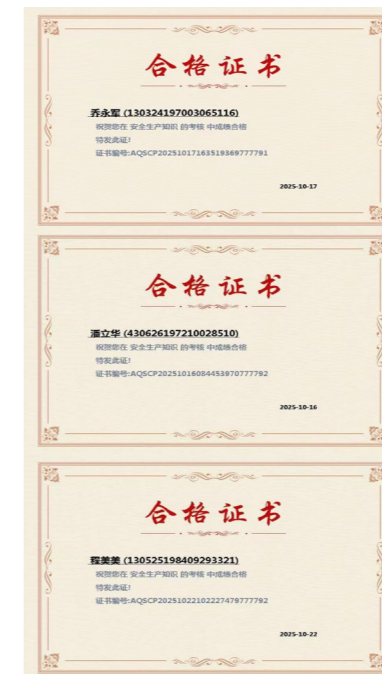 合格证书
乔永军 (130324197003065116)
祝贺您在 安全生产知识 的考核 中成绩合格
特发此证!
证书编号:AQSCP20251017163519369777791
2025-10-17
合格证书
潘立华 (430626197210028510)
祝贺您在 安全生产知识 的考核 中成绩合格
特发此证!
证书编号:AQSCP20251016084453970777792
2025-10-16
合格证书
程美美 (130525198409293321)
祝贺您在 安全生产知识 的考核 中成绩合格
特发此证!
证书编号:AQSCP20251022102227479777792
2025-10-22